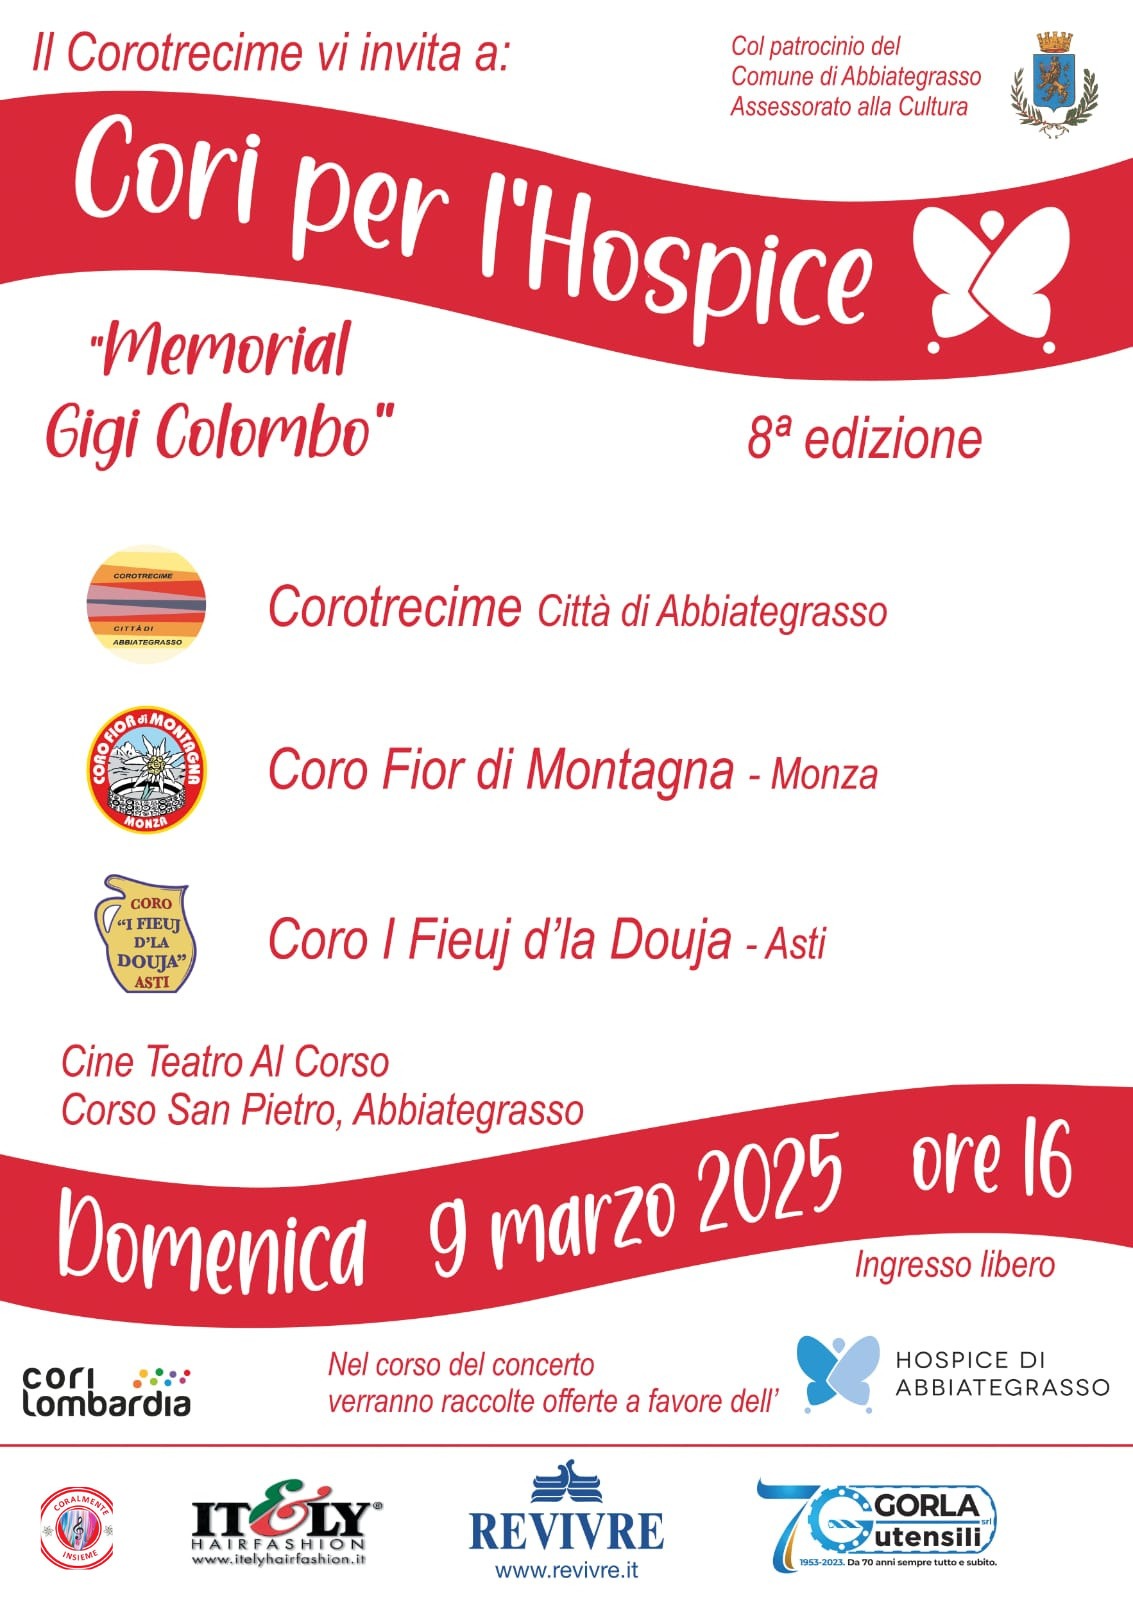 Il Corotrecime vi invita a:
Col patrocinio del
Comune di Abbiategrasso
Assessorato alla Cultura
Cori per l'Hospice
"Memorial
Gigi Colombo"
8ª edizione
COROTRECIME
CITTÀ DI
ABBIATEGRASSO
Corotrecime Città di Abbiategrasso
CORO FIOR di MONTAGNA
MONZA
Coro Fior di Montagna - Monza
CORO
"I FIEUJ
D'LA
DOUJA"
ASTI
Coro I Fieuj d'la Douja - Asti
Cine Teatro Al Corso
Corso San Pietro, Abbiategrasso
Domenica 9 marzo 2025 ore 16
Ingresso libero
cori
lombardia
Nel corso del concerto
verranno raccolte offerte a favore dell'
HOSPICE DI
ABBIATEGRASSO
CORALMENTE
INSIEME
IT&LY®
HAIRFASHION
www.itelyhairfashion.it
REVIVRE
www.revivre.it
70 GORLA srl
utensili
1953-2023. Da 70 anni sempre tutto e subito.